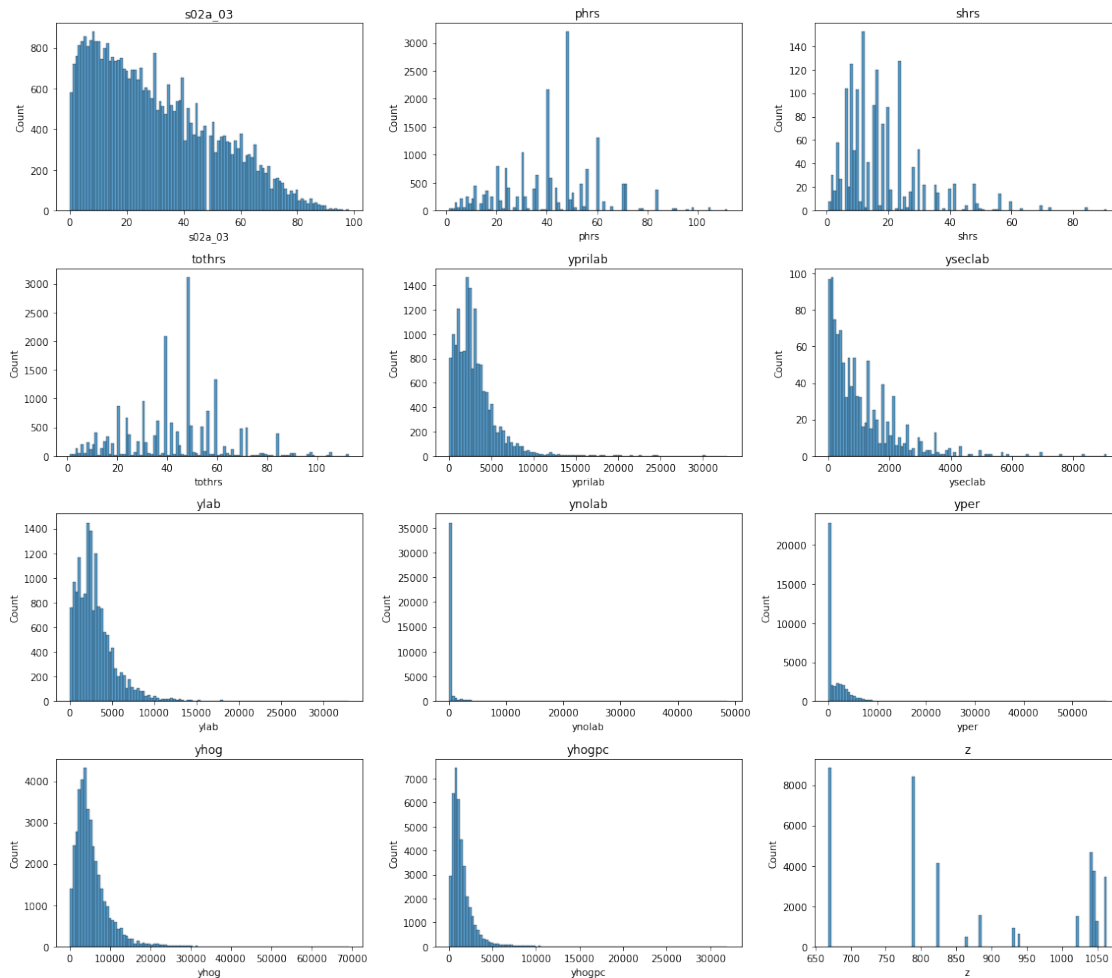 s02a_03
Count
800
600
400
200
0
0 20 40 60 80 100
s02a_03
phrs
Count
3000
2500
2000
1500
1000
500
0
0 20 40 60 80 100
phrs
shrs
Count
140
120
100
80
60
40
20
0
0 20 40 60 80
shrs
tothrs
Count
3000
2500
2000
1500
1000
500
0
0 20 40 60 80 100
tothrs
yprilab
Count
1400
1200
1000
800
600
400
200
0
0 5000 10000 15000 20000 25000 30000
yprilab
yseclab
Count
100
80
60
40
20
0
0 2000 4000 6000 8000
yseclab
ylab
Count
1400
1200
1000
800
600
400
200
0
0 5000 10000 15000 20000 25000 30000
ylab
ynolab
Count
35000
30000
25000
20000
15000
10000
5000
0
0 10000 20000 30000 40000 50000
ynolab
yper
Count
20000
15000
10000
5000
0
0 10000 20000 30000 40000 50000
yper
yhog
Count
4000
3000
2000
1000
0
0 10000 20000 30000 40000 50000 60000 70000
yhog
yhogpc
Count
7000
6000
5000
4000
3000
2000
1000
0
0 5000 10000 15000 20000 25000 30000
yhogpc
z
Count
8000
6000
4000
2000
0
650 700 750 800 850 900 950 1000 1050
z